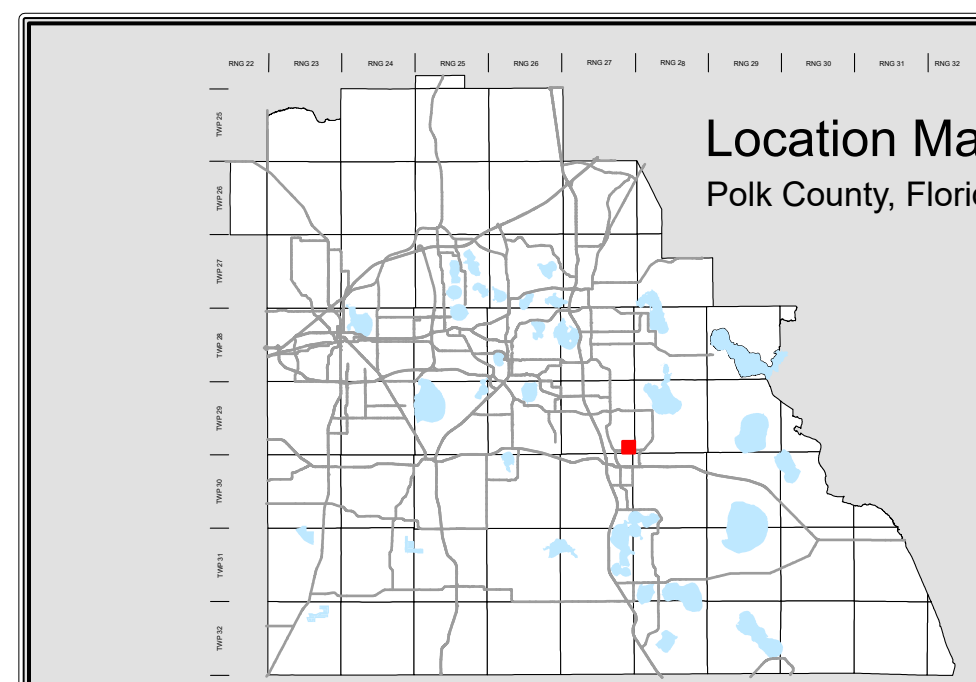 RNG 22 RNG 23 RNG 24 RNG 25 RNG 26 RNG 27 RNG 28 RNG 29 RNG 30 RNG 31 RNG 32
Location Ma
Polk County, Flori
TWP 25
TWP 26
TWP 27
TWP 28
TWP 29
TWP 30
TWP 31
TWP 32